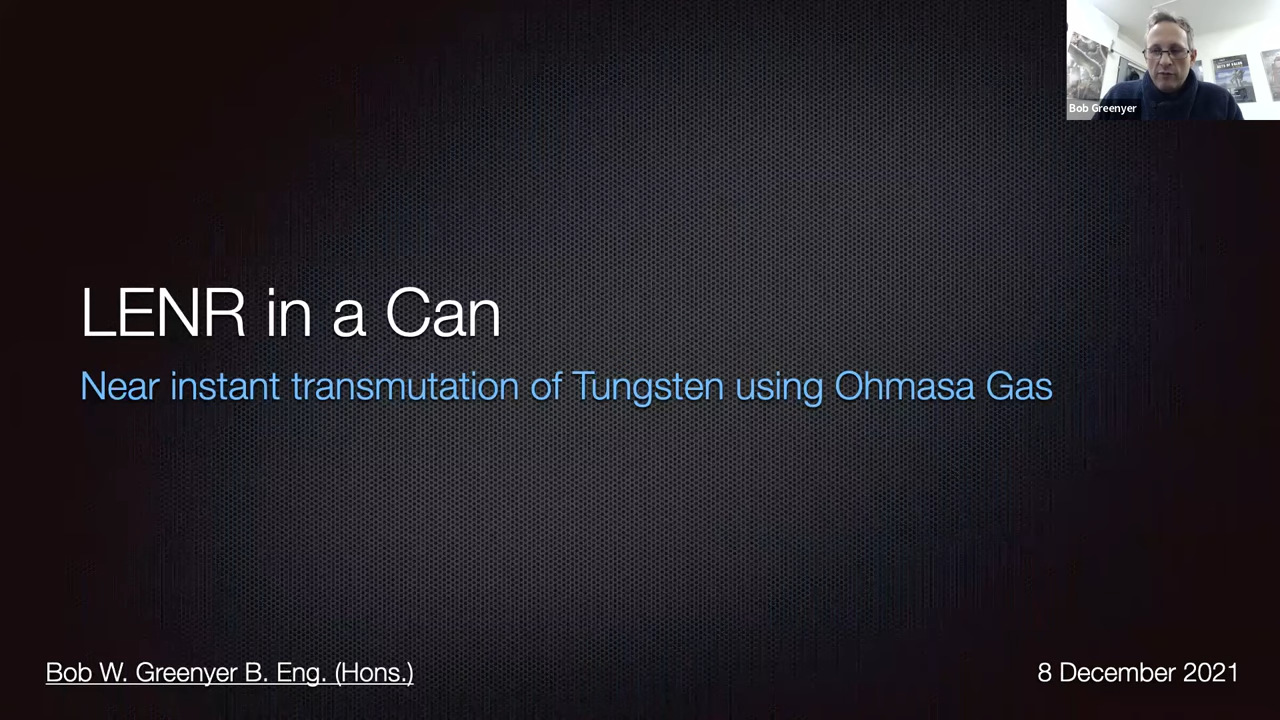 Bob Greenyer
LENR in a Can
Near instant transmutation of Tungsten using Ohmasa Gas
Bob W. Greenyer B. Eng. (Hons.)
8 December 2021